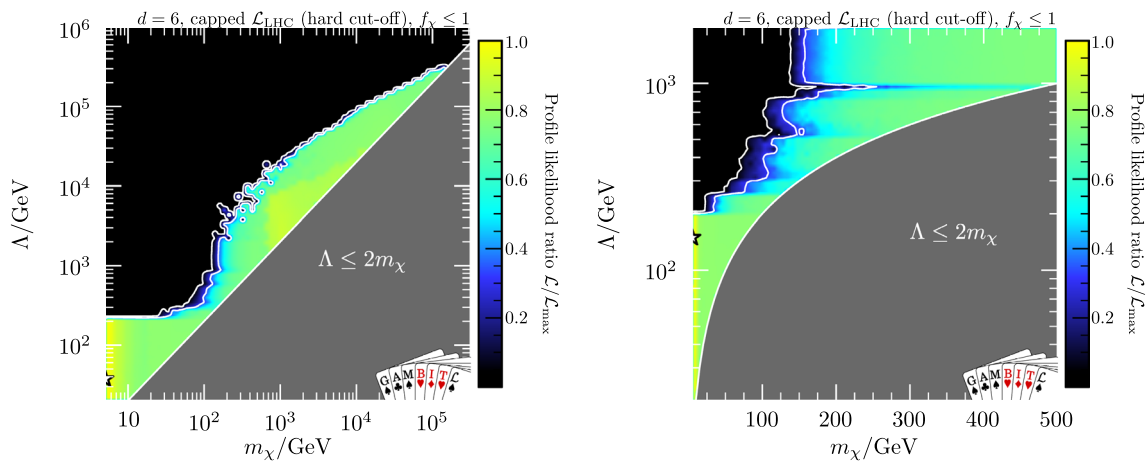 d = 6, capped ℒ_LHC (hard cut-off), f_χ ≤ 1
10^6
10^5
10^4
10^3
10^2
Λ/GeV
Λ ≤ 2m_χ
GAMBIT ℒ
10
10^2
10^3
10^4
10^5
m_χ/GeV
1.0
0.8
0.6
0.4
0.2
Profile likelihood ratio ℒ/ℒ_max
d = 6, capped ℒ_LHC (hard cut-off), f_χ ≤ 1
10^3
10^2
Λ/GeV
Λ ≤ 2m_χ
GAMBIT ℒ
100
200
300
400
500
m_χ/GeV
1.0
0.8
0.6
0.4
0.2
Profile likelihood ratio ℒ/ℒ_max